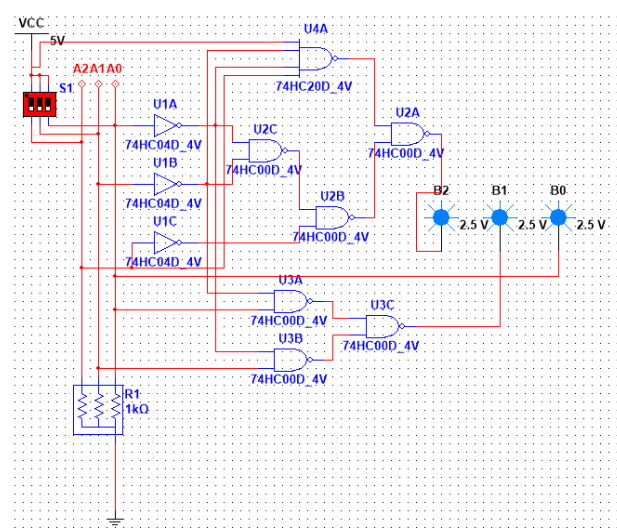 VCC
5V
U4A
A2A1A0
S1
74HC20D_4V
U1A
U2A
U2C
74HC04D_4V
74HC00D_4V
U1B
74HC00D_4V
U2B
B2
B1
B0
74HC04D_4V
U1C
2.5 V
2.5 V
2.5 V
74HC00D_4V
74HC04D_4V
U3A
U3C
74HC00D_4V
U3B
74HC00D_4V
74HC00D_4V
R1
1kΩ